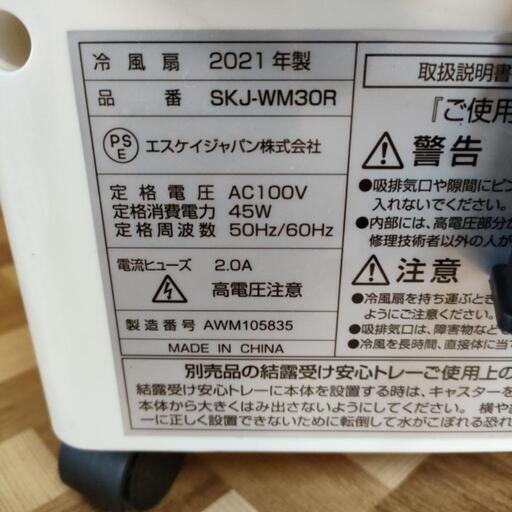 冷風扇 2021年製
品番 SKJ-WM30R
PS
E
エスケイジャパン株式会社
定格電圧 AC100V
定格消費電力 45W
定格周波数 50Hz/60Hz
電流ヒューズ 2.0A
高電圧注意
製造番号 AWM105835
MADE IN CHINA
取扱説明書
『ご使用
警告
●吸排気口や隙間にピン
入れないでください。
●内部には、高電圧部分が
修理技術者以外の人が
注意
●冷風扇を持ち運ぶとき
ようにご注意ください。
●吸排気口は、障害物など
●冷風を長時間、直接体に当て
別売品の結露受け安心トレーご使用上の
結露受け安心トレーに本体を設置する時は、キャスターを
本体から大きくはみ出さないようにしてください。横や
ーに正しく設置できないために転倒して水がこぼれる恐れ